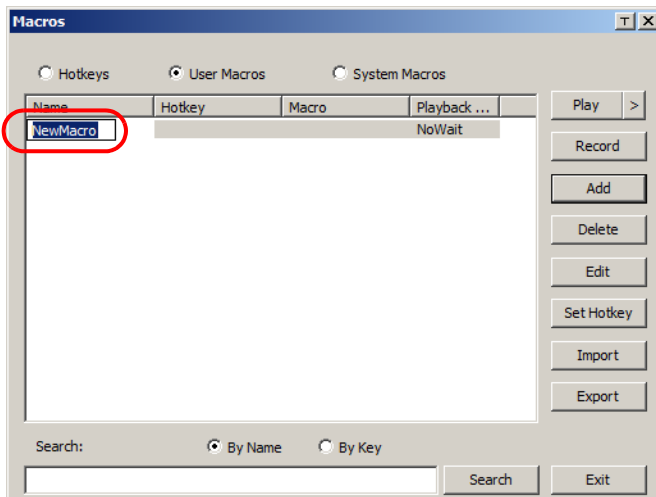 Macros
Hotkeys User Macros System Macros
Name Hotkey Macro Playback ...
NewMacro NoWait
Play >
Record
Add
Delete
Edit
Set Hotkey
Import
Export
Search: By Name By Key
Search Exit